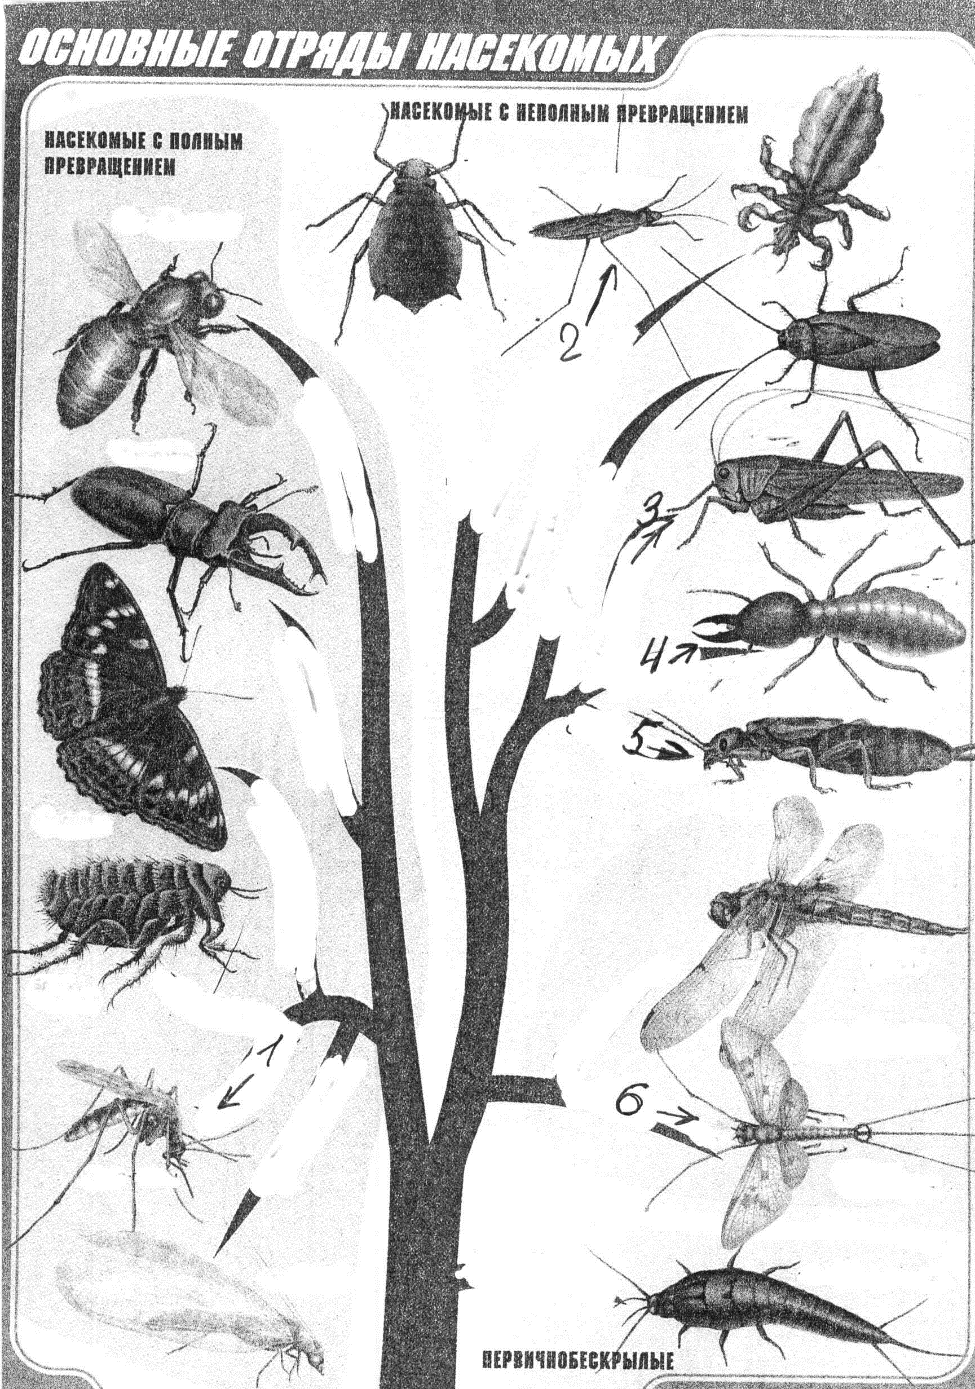 ОСНОВНЫЕ ОТРЯДЫ НАСЕКОМЫХ
НАСЕКОМЫЕ С НЕПОЛНЫМ ПРЕВРАЩЕНИЕМ
НАСЕКОМЫЕ С ПОЛНЫМ
ПРЕВРАЩЕНИЕМ
2
3
4
5
1
6
ПЕРВИЧНОБЕСКРЫЛЫЕ